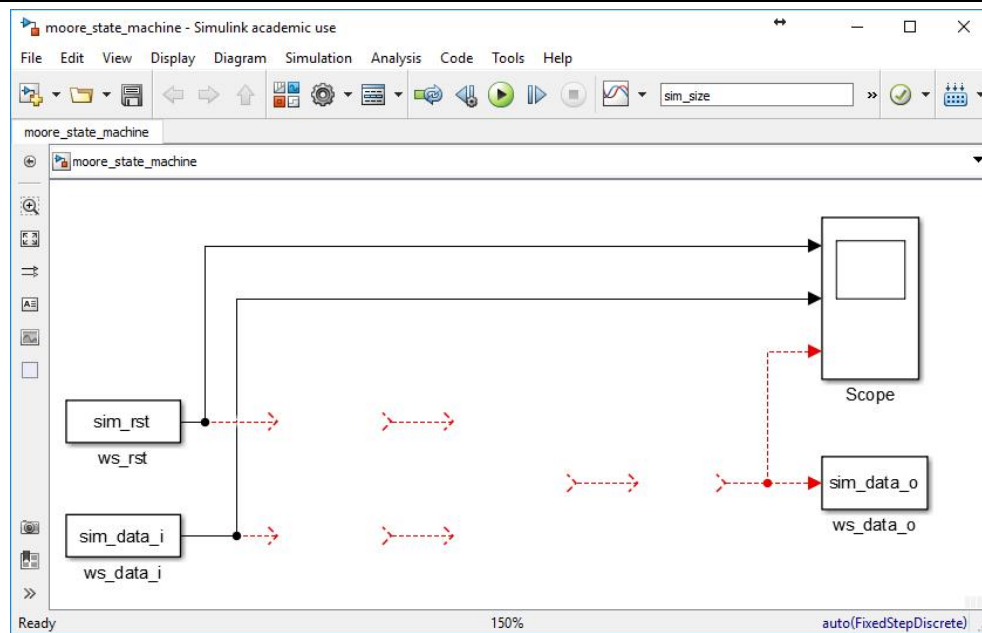 moore_state_machine - Simulink academic use
File Edit View Display Diagram Simulation Analysis Code Tools Help
sim_size »
moore_state_machine
moore_state_machine
A
Scope
sim_rst
ws_rst
sim_data_o
ws_data_o
sim_data_i
ws_data_i
»
Ready 150% auto(FixedStepDiscrete)